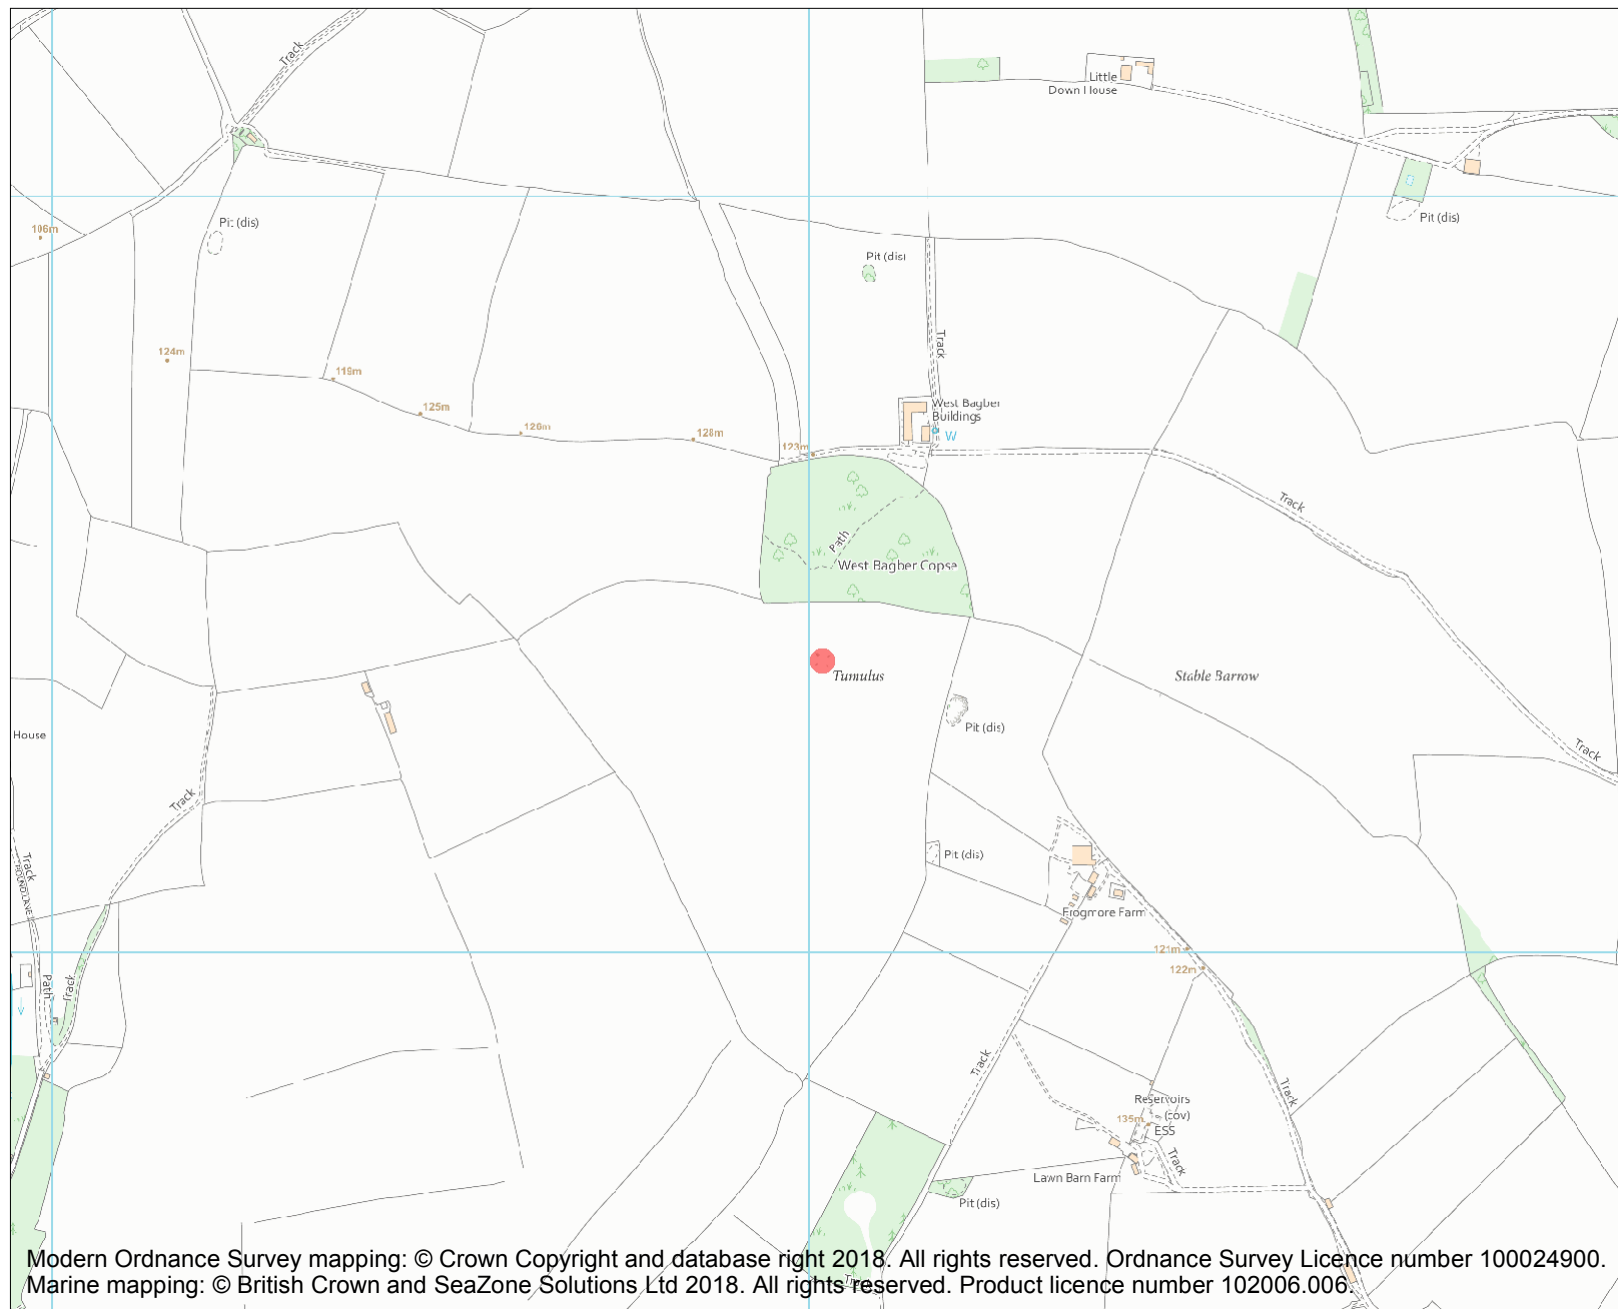 Track
Little
Down House
Pit (dis)
Pit (dis)
106m
Pit (dis)
Track
124m
119m
125m
West Bagber
Buildings
W
128m
123m
Track
Path
West Bagber Copse
Tumulus
Stable Barrow
Pit (dis)
House
Track
Track
Pit (dis)
Track
POUND LANE
Frogmore Farm
121m
122m
Path
Track
Track
Track
Reservoirs
(cov)
135m
ESS
Track
Lawn Barn Farm
Pit (dis)
Modern Ordnance Survey mapping: © Crown Copyright and database right 2018. All rights reserved. Ordnance Survey Licence number 100024900.
Marine mapping: © British Crown and SeaZone Solutions Ltd 2018. All rights reserved. Product licence number 102006.006.